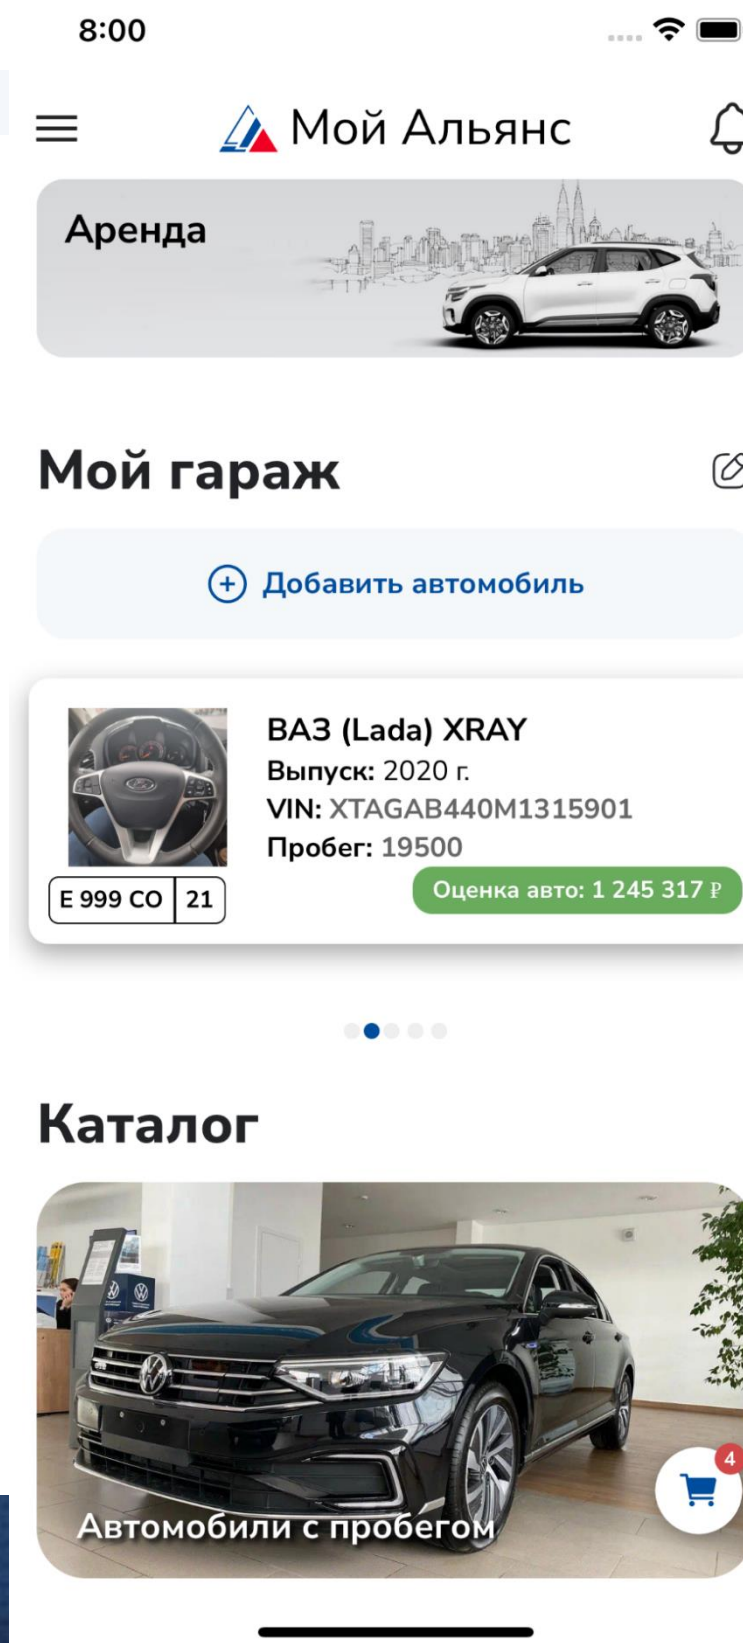 8:00
Мой Альянс
Аренда
Мой гараж
Добавить автомобиль
ВАЗ (Lada) XRAY
Выпуск: 2020 г.
VIN: XTAGAB440M1315901
Пробег: 19500
Е 999 СО 21
Оценка авто: 1 245 317 ₽
Каталог
4
Автомобили с пробегом